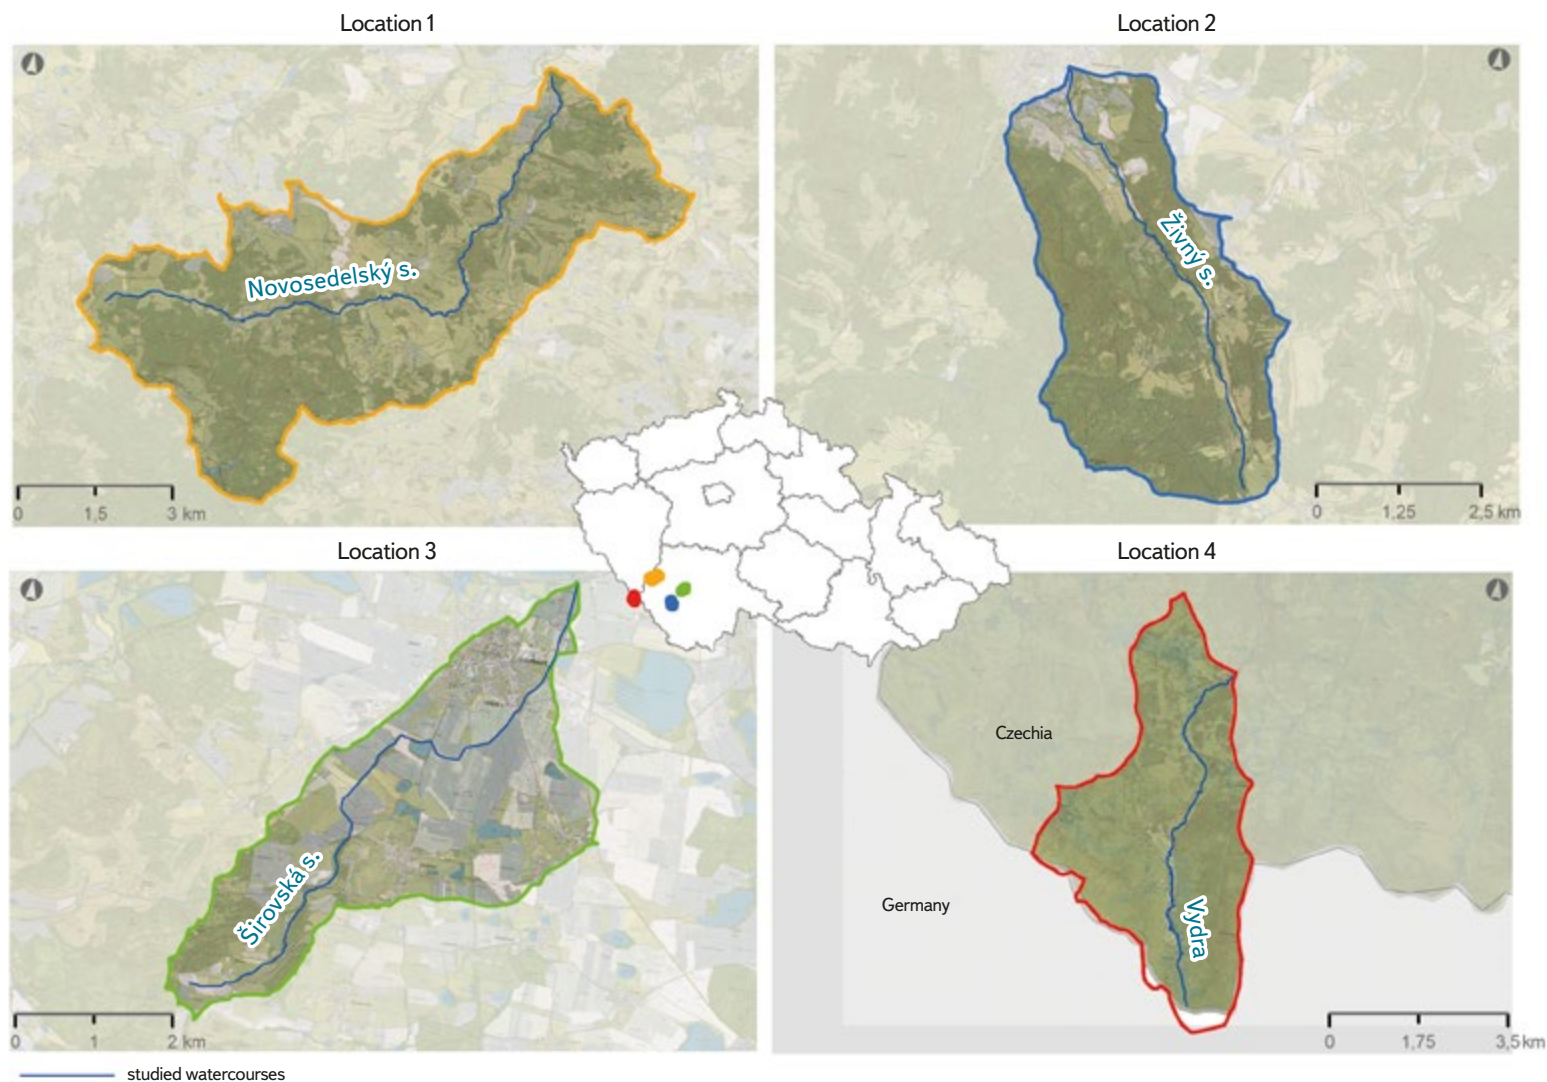 Location 1
Location 2
Novosedelský s.
Živný s.
0 1,5 3 km
0 1,25 2,5 km
Location 3
Location 4
Širovská s.
Czechia
Germany
Vydra
0 1 2 km
0 1,75 3,5 km
studied watercourses